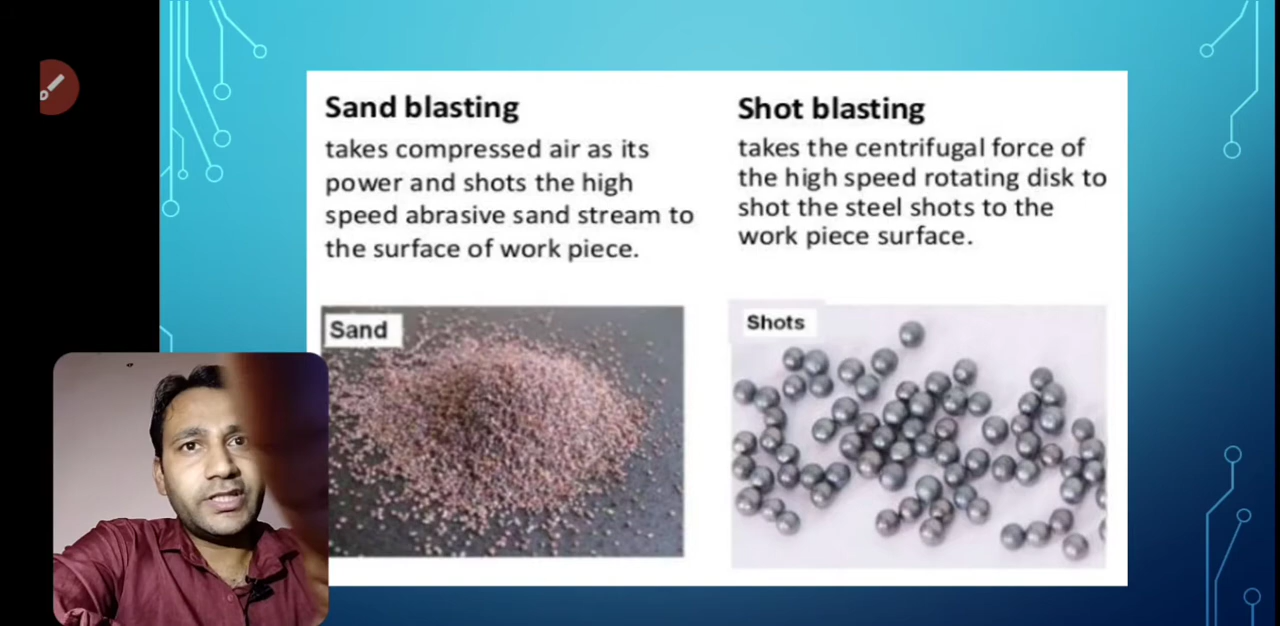 Sand blasting
takes compressed air as its
power and shots the high
speed abrasive sand stream to
the surface of work piece.
Shot blasting
takes the centrifugal force of
the high speed rotating disk to
shot the steel shots to the
work piece surface.
Sand
Shots